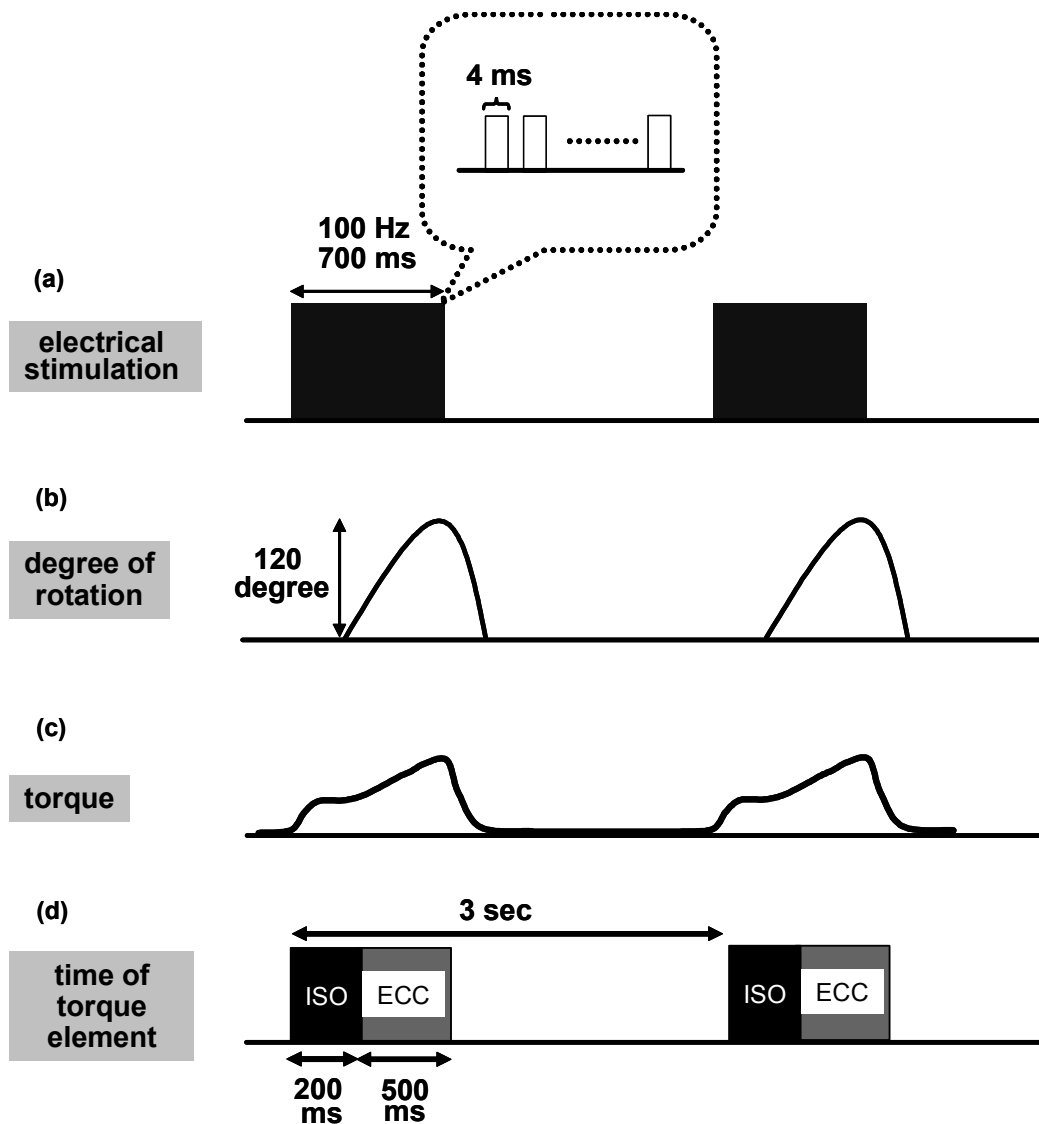 4 ms
100 Hz
700 ms
(a)
electrical
stimulation
(b)
degree of
rotation
120
degree
(c)
torque
(d)
3 sec
time of
torque
element
ISO
ECC
ISO
ECC
200
ms
500
ms